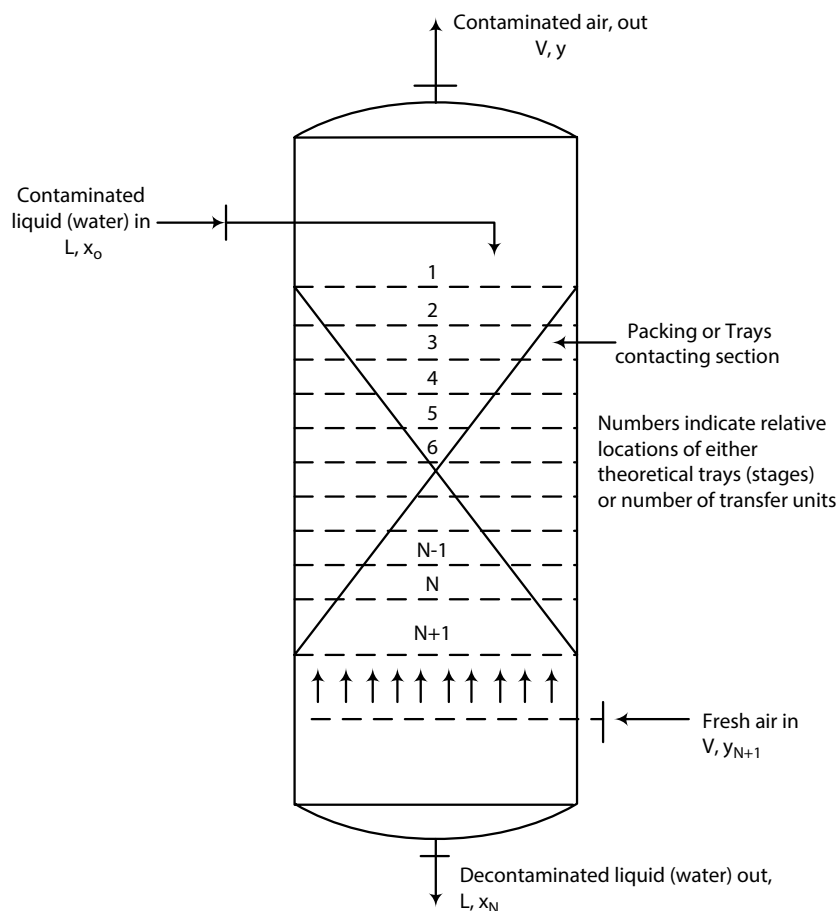 Contaminated air, out
V, y
Contaminated
liquid (water) in
L, xₒ
1
2
3
4
5
6
N-1
N
N+1
Packing or Trays
contacting section
Numbers indicate relative
locations of either
theoretical trays (stages)
or number of transfer units
Fresh air in
V, y_N+1
Decontaminated liquid (water) out,
L, x_N